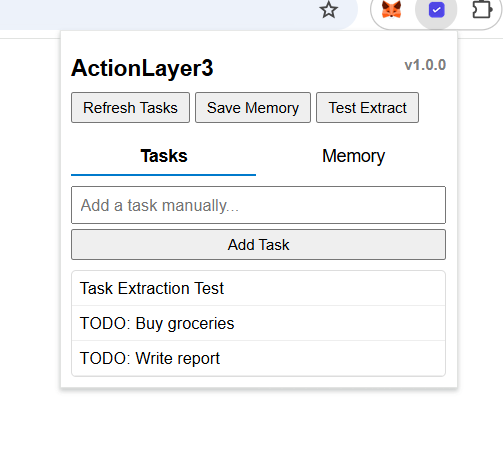 ActionLayer3 v1.0.0
Refresh Tasks Save Memory Test Extract
Tasks Memory
Add a task manually...
Add Task
Task Extraction Test
TODO: Buy groceries
TODO: Write report